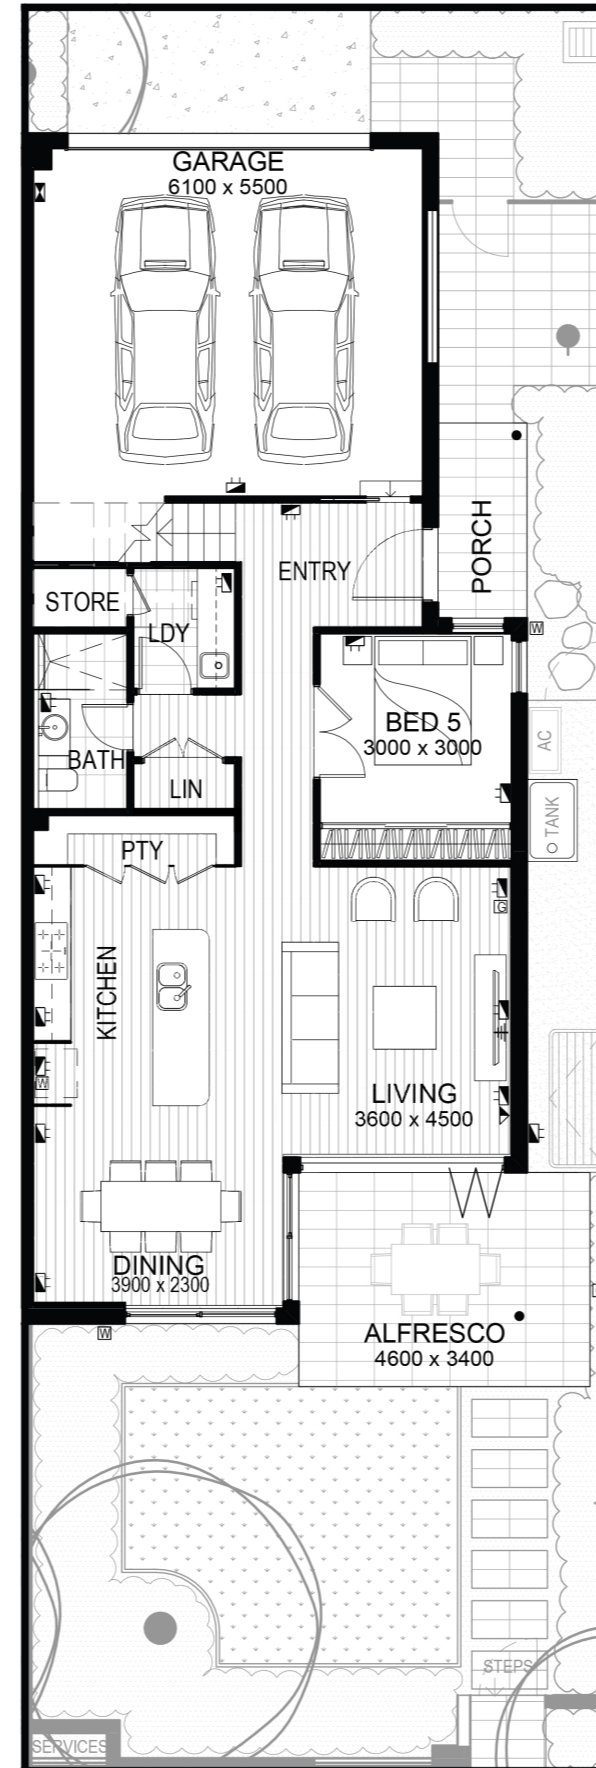 GARAGE
6100 x 5500
PORCH
ENTRY
STORE
LDY
W
BED 5
3000 x 3000
BATH
AC
LIN
TANK
PTY
G
KITCHEN
W
LIVING
3600 x 4500
DINING
3900 x 2300
W
ALFRESCO
4600 x 3400
STEPS
SERVICES